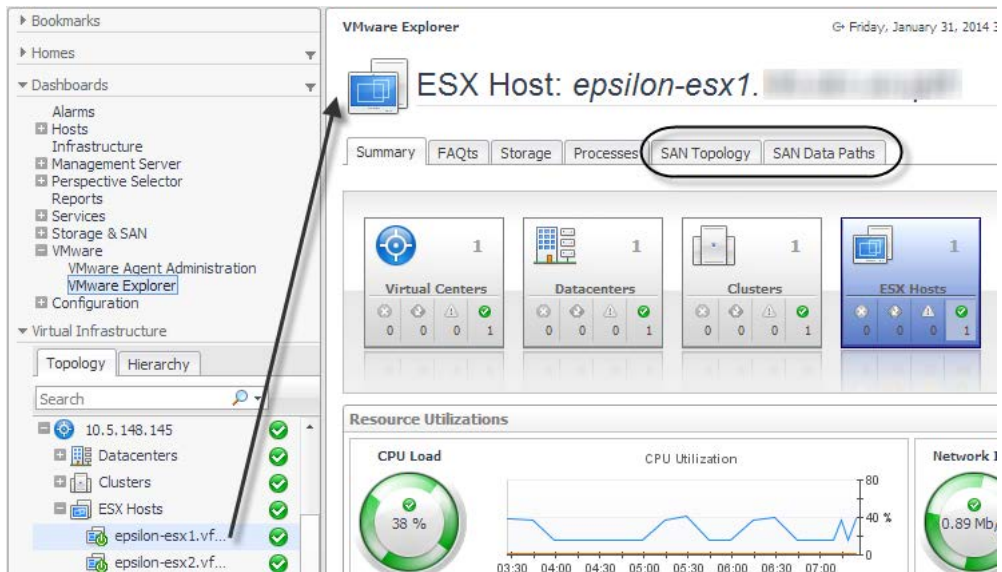 Bookmarks
Homes
Dashboards
Alarms
Hosts
Infrastructure
Management Server
Perspective Selector
Reports
Services
Storage & SAN
VMware
VMware Agent Administration
VMware Explorer
Configuration
Virtual Infrastructure
Topology Hierarchy
Search
10.5.148.145
Datacenters
Clusters
ESX Hosts
epsilon-esx1.vf...
epsilon-esx2.vf...
VMware Explorer
Friday, January 31, 2014 3
ESX Host: epsilon-esx1.
Summary FAQts Storage Processes SAN Topology SAN Data Paths
1 1 1 1
Virtual Centers Datacenters Clusters ESX Hosts
0 0 0 1 0 0 0 1 0 0 0 1 0 0 0 1
Resource Utilizations
CPU Load CPU Utilization Network I
38 %
80
40 %
0
03:30 04:00 04:30 05:00 05:30 06:00 06:30 07:00
0.89 Mb/